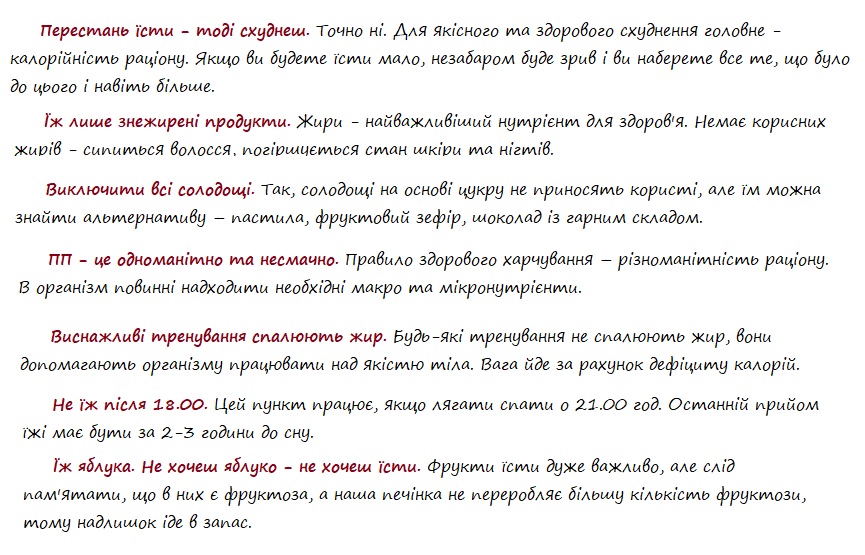 Перестань їсти - тоді схуднеш. Точно ні. Для якісного та здорового схуднення головне -
калорійність раціону. Якщо ви будете їсти мало, незабаром буде зрив і ви наберете все те, що було
до цього і навіть більше.
Їж лише знежирені продукти. Жири - найважливіший нутрієнт для здоров'я. Немає корисних
жирів - сипиться волосся, погіршується стан шкіри та нігтів.
Виключити всі солодощі. Так, солодощі на основі цукру не приносять користі, але їм можна
знайти альтернативу – пастила, фруктовий зефір, шоколад із гарним складом.
ПП - це одноманітно та несмачно. Правило здорового харчування – різноманітність раціону.
В організм повинні надходити необхідні макро та мікронутрієнти.
Виснажливі тренування спалюють жир. Будь-які тренування не спалюють жир, вони
допомагають організму працювати над якістю тіла. Вага йде за рахунок дефіциту калорій.
Не їж після 18.00. Цей пункт працює, якщо лягати спати о 21.00 год. Останній прийом
їжі має бути за 2-3 години до сну.
Їж яблука. Не хочеш яблуко - не хочеш їсти. Фрукти їсти дуже важливо, але слід
пам'ятати, що в них є фруктоза, а наша печінка не переробляє більшу кількість фруктози,
тому надлишок іде в запас.